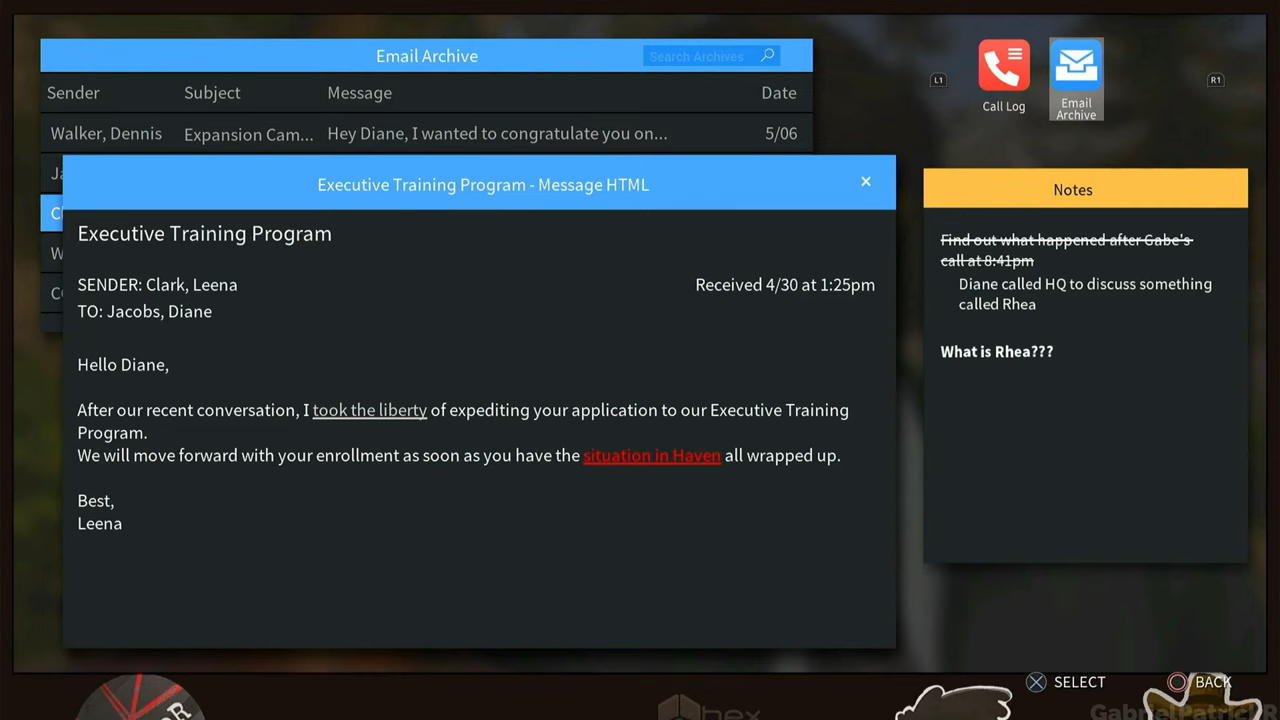 Email Archive
Search Archives
L1
R1
Call Log
Email
Archive
Sender Subject Message Date
Walker, Dennis Expansion Cam... Hey Diane, I wanted to congratulate you on... 5/06
Executive Training Program - Message HTML
Executive Training Program
SENDER: Clark, Leena Received 4/30 at 1:25pm
TO: Jacobs, Diane
Hello Diane,
After our recent conversation, I took the liberty of expediting your application to our Executive Training
Program.
We will move forward with your enrollment as soon as you have the situation in Haven all wrapped up.
Best,
Leena
Notes
Find out what happened after Gabe's
call at 8:41pm
Diane called HQ to discuss something
called Rhea
What is Rhea???
SELECT
BACK
hex